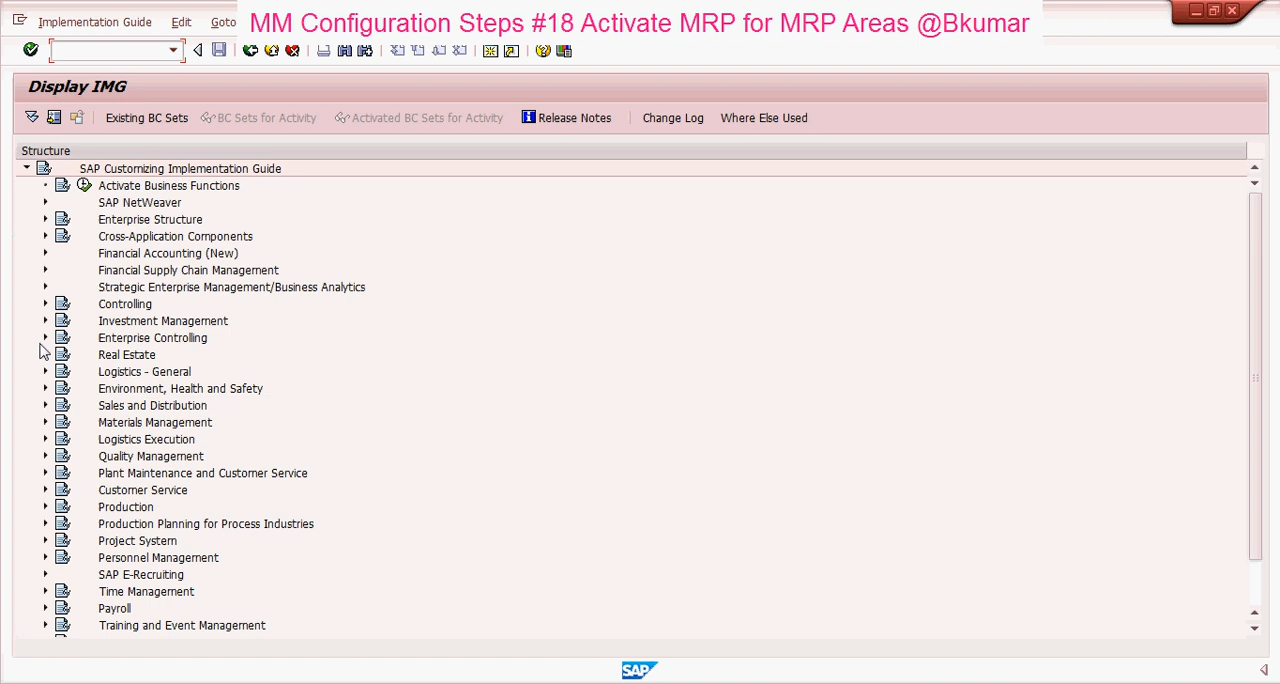 Implementation Guide Edit Goto
MM Configuration Steps #18 Activate MRP for MRP Areas @Bkumar
Display IMG
Existing BC Sets BC Sets for Activity Activated BC Sets for Activity Release Notes Change Log Where Else Used
Structure
SAP Customizing Implementation Guide
Activate Business Functions
SAP NetWeaver
Enterprise Structure
Cross-Application Components
Financial Accounting (New)
Financial Supply Chain Management
Strategic Enterprise Management/Business Analytics
Controlling
Investment Management
Enterprise Controlling
Real Estate
Logistics - General
Environment, Health and Safety
Sales and Distribution
Materials Management
Logistics Execution
Quality Management
Plant Maintenance and Customer Service
Customer Service
Production
Production Planning for Process Industries
Project System
Personnel Management
SAP E-Recruiting
Time Management
Payroll
Training and Event Management
SAP